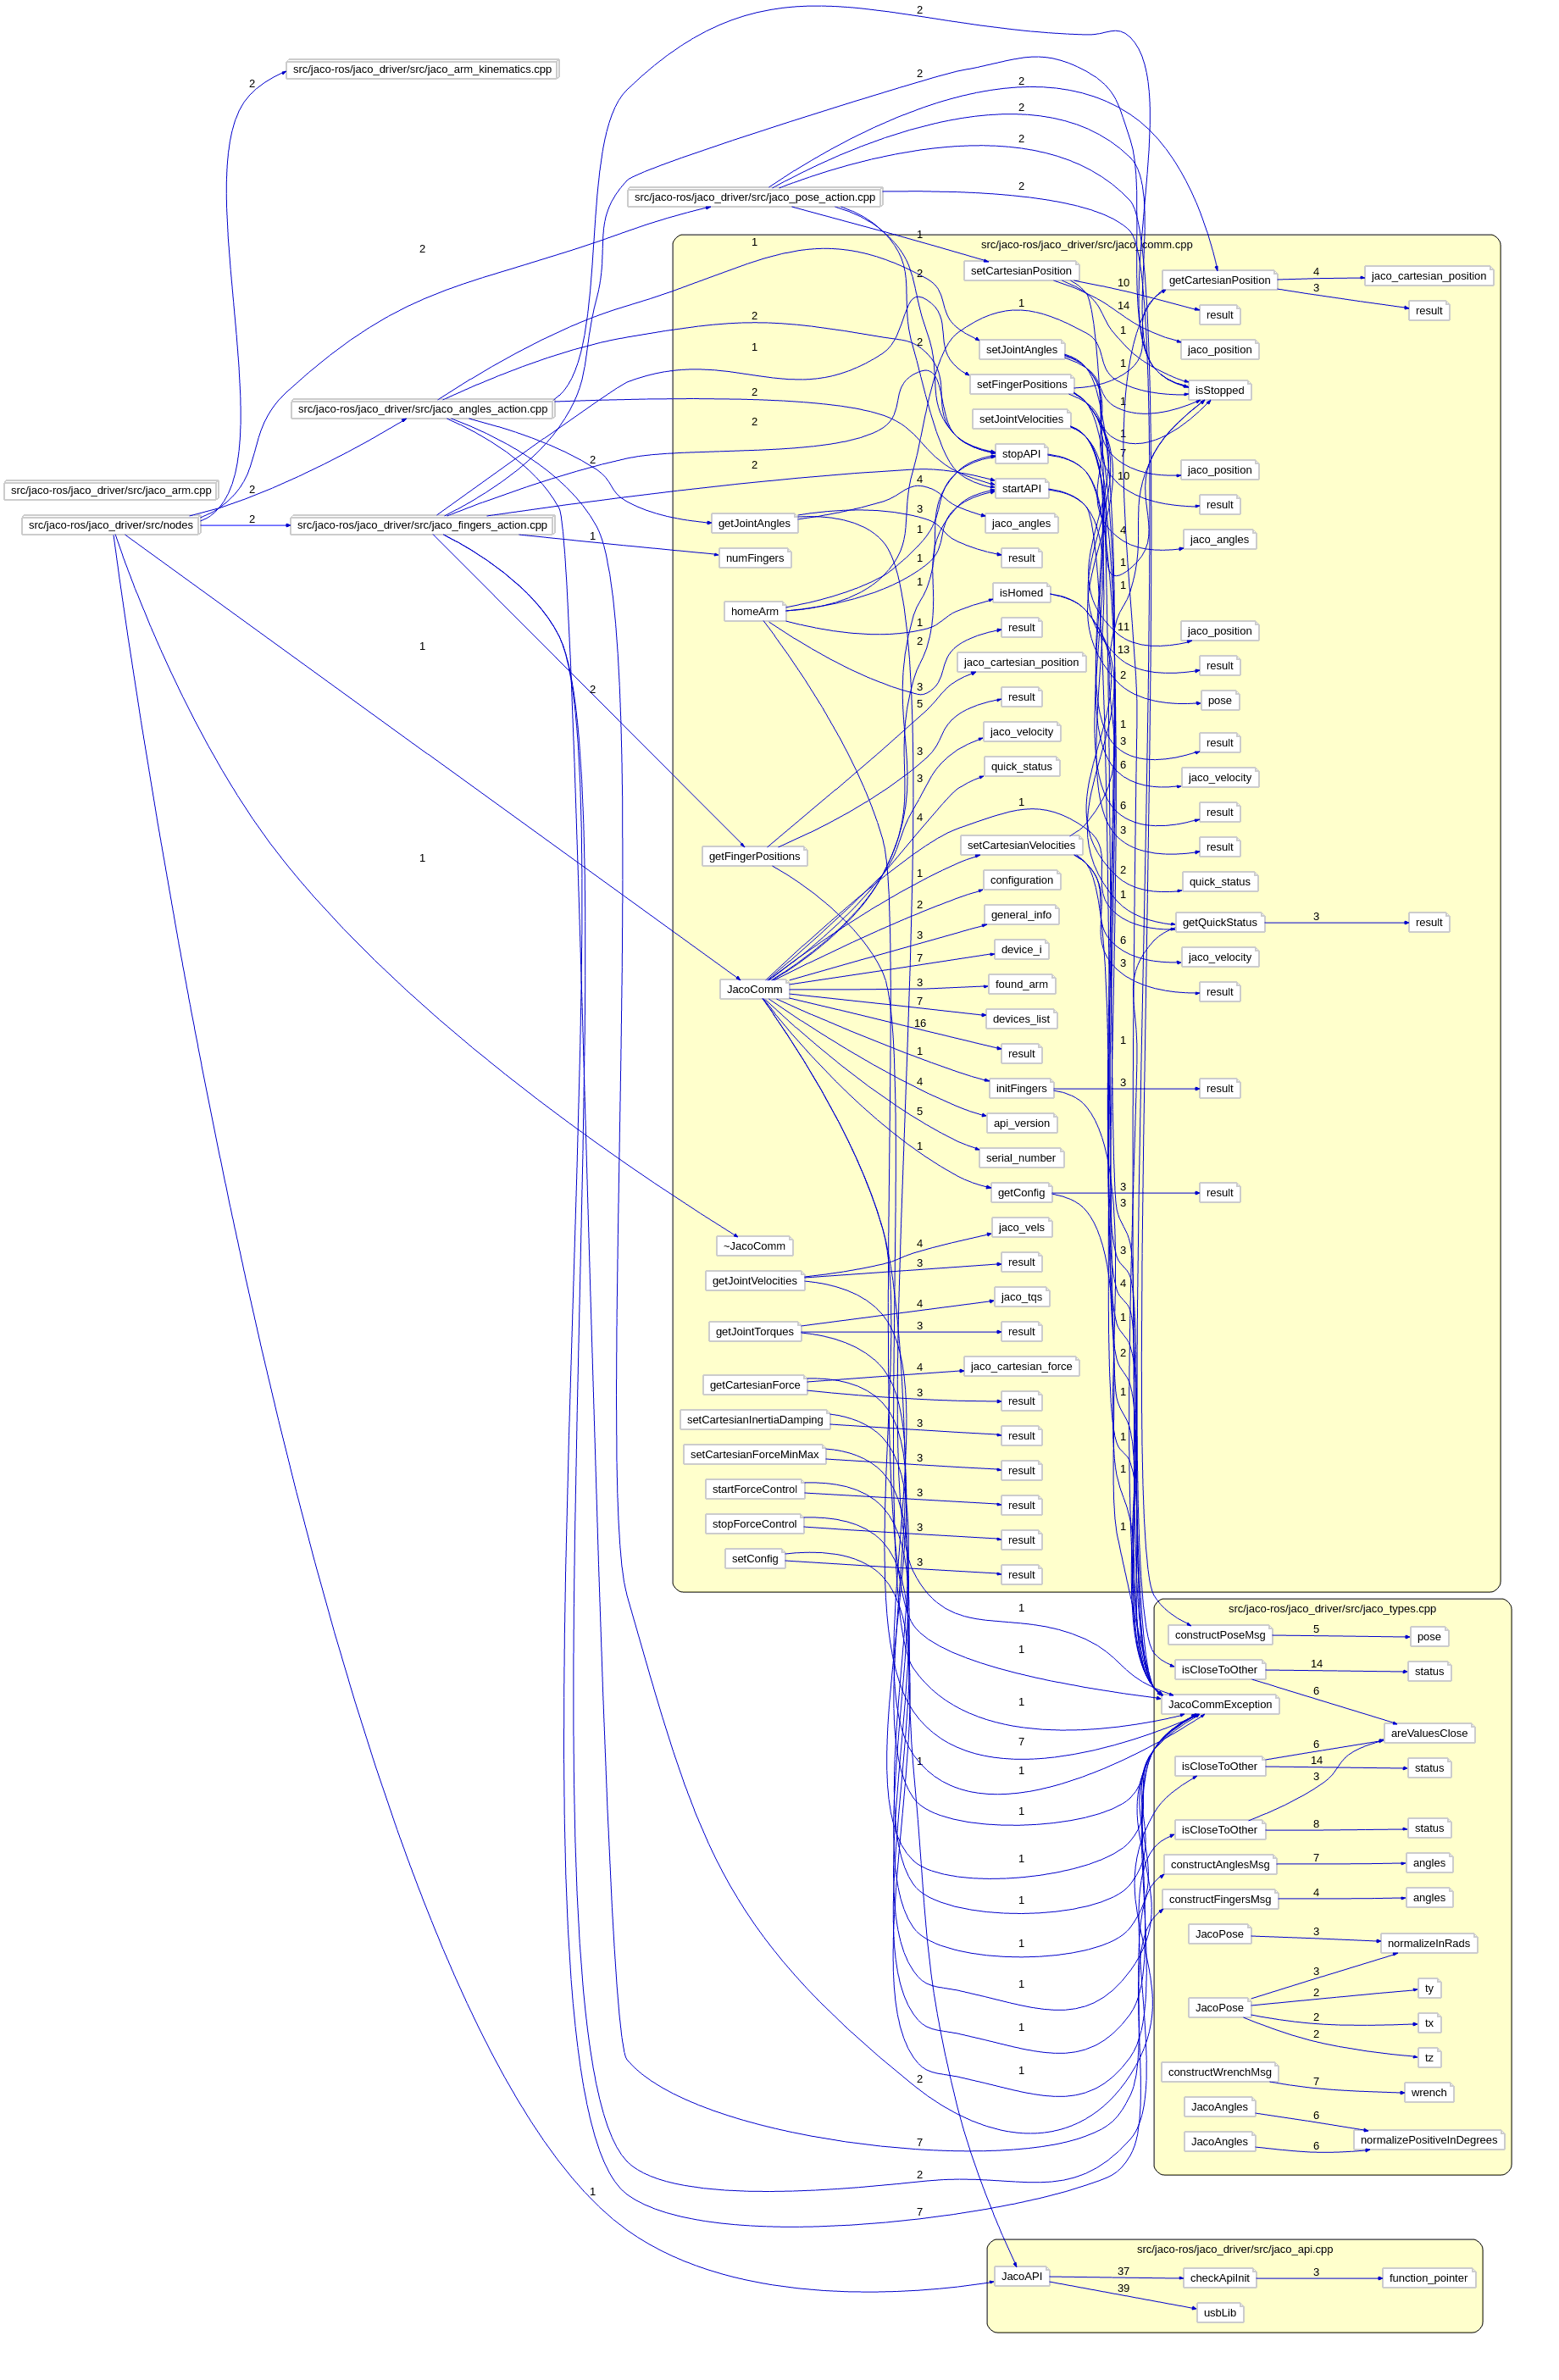 2
2
src/jaco-ros/jaco_driver/src/jaco_arm_kinematics.cpp
2
2
2
2
2
src/jaco-ros/jaco_driver/src/jaco_pose_action.cpp
2
1
src/jaco-ros/jaco_driver/src/jaco_comm.cpp
2
1
setCartesianPosition
getCartesianPosition
4
jaco_cartesian_position
2
10
3
1
14
result
result
2
1
2
1
setJointAngles
jaco_position
1
setFingerPositions
1
isStopped
2
src/jaco-ros/jaco_driver/src/jaco_angles_action.cpp
1
2
setJointVelocities
1
stopAPI
7
2
2
jaco_position
4
10
2
src/jaco-ros/jaco_driver/src/jaco_arm.cpp
startAPI
result
3
src/jaco-ros/jaco_driver/src/nodes
2
src/jaco-ros/jaco_driver/src/jaco_fingers_action.cpp
getJointAngles
jaco_angles
4
1
1
jaco_angles
numFingers
result
1
1
1
isHomed
1
homeArm
1
result
11
jaco_position
1
2
13
jaco_cartesian_position
result
2
3
2
5
result
pose
1
jaco_velocity
3
result
3
quick_status
6
jaco_velocity
3
4
1
6
result
1
getFingerPositions
setCartesianVelocities
3
result
1
2
configuration
quick_status
2
1
general_info
getQuickStatus
3
result
3
device_i
6
jaco_velocity
7
3
JacoComm
3
found_arm
result
7
devices_list
16
1
result
1
4
initFingers
3
result
5
api_version
1
serial_number
3
getConfig
result
3
jaco_vels
~JacoComm
4
3
getJointVelocities
3
result
4
jaco_tqs
4
1
getJointTorques
3
result
2
getCartesianForce
4
jaco_cartesian_force
3
result
1
setCartesianInertiaDamping
3
result
1
setCartesianForceMinMax
3
result
1
startForceControl
3
result
stopForceControl
3
1
result
setConfig
3
result
1
src/jaco-ros/jaco_driver/src/jaco_types.cpp
constructPoseMsg
5
pose
1
isCloseToOther
14
status
6
1
JacoCommException
areValuesClose
7
6
1
1
isCloseToOther
14
status
3
1
isCloseToOther
8
status
1
constructAnglesMsg
7
angles
1
constructFingersMsg
4
angles
1
JacoPose
3
normalizeInRads
1
3
ty
2
JacoPose
1
2
tx
2
tz
1
constructWrenchMsg
2
7
wrench
JacoAngles
6
7
JacoAngles
6
normalizePositiveInDegrees
2
1
7
src/jaco-ros/jaco_driver/src/jaco_api.cpp
JacoAPI
37
checkApiInit
3
function_pointer
39
usbLib